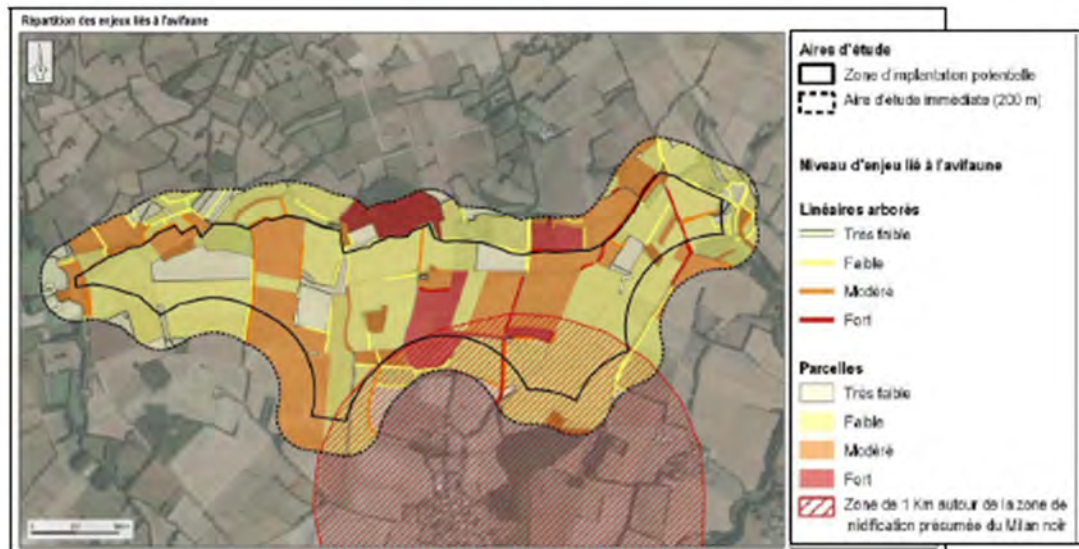 Répartition des enjeux liés à l'avifaune
Aires d'étude
Zone d'implantation potentielle
Aire d'étude immédiate (200 m)
Niveau d'enjeu lié à l'avifaune
Linéaires arborés
Très faible
Faible
Modéré
Fort
Parcelles
Très faible
Faible
Modéré
Fort
Zone de 1 Km autour de la zone de
nidification présumée du Milan noir